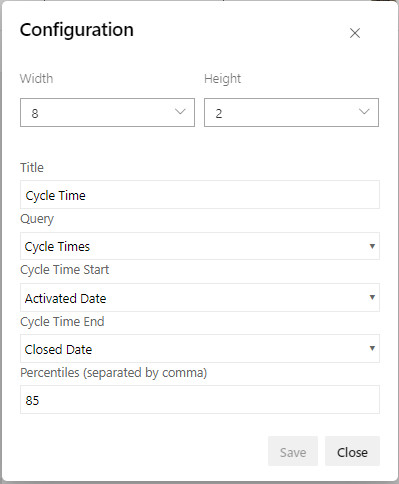 Configuration
Width Height
8 2
Title
Cycle Time
Query
Cycle Times
Cycle Time Start
Activated Date
Cycle Time End
Closed Date
Percentiles (separated by comma)
85
Save Close